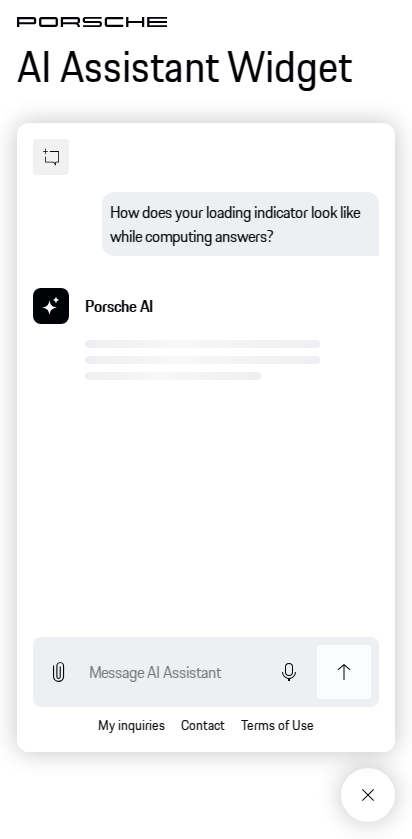 PORSCHE
AI Assistant Widget
How does your loading indicator look like
while computing answers?
Porsche AI
Message AI Assistant
My inquiries Contact Terms of Use